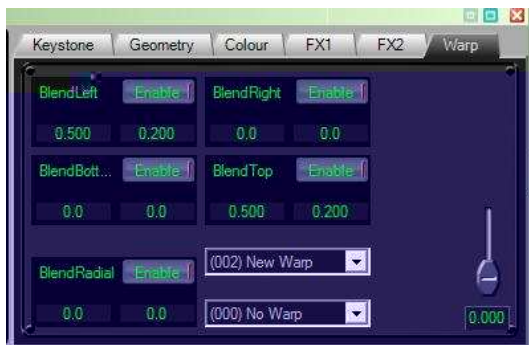 Keystone Geometry Colour FX1 FX2 Warp
BlendLeft Enable BlendRight Enable
0.500 0.200 0.0 0.0
BlendBott... Enable BlendTop Enable
0.0 0.0 0.500 0.200
(002) New Warp
BlendRadial Enable
0.0 0.0 (000) No Warp 0.000